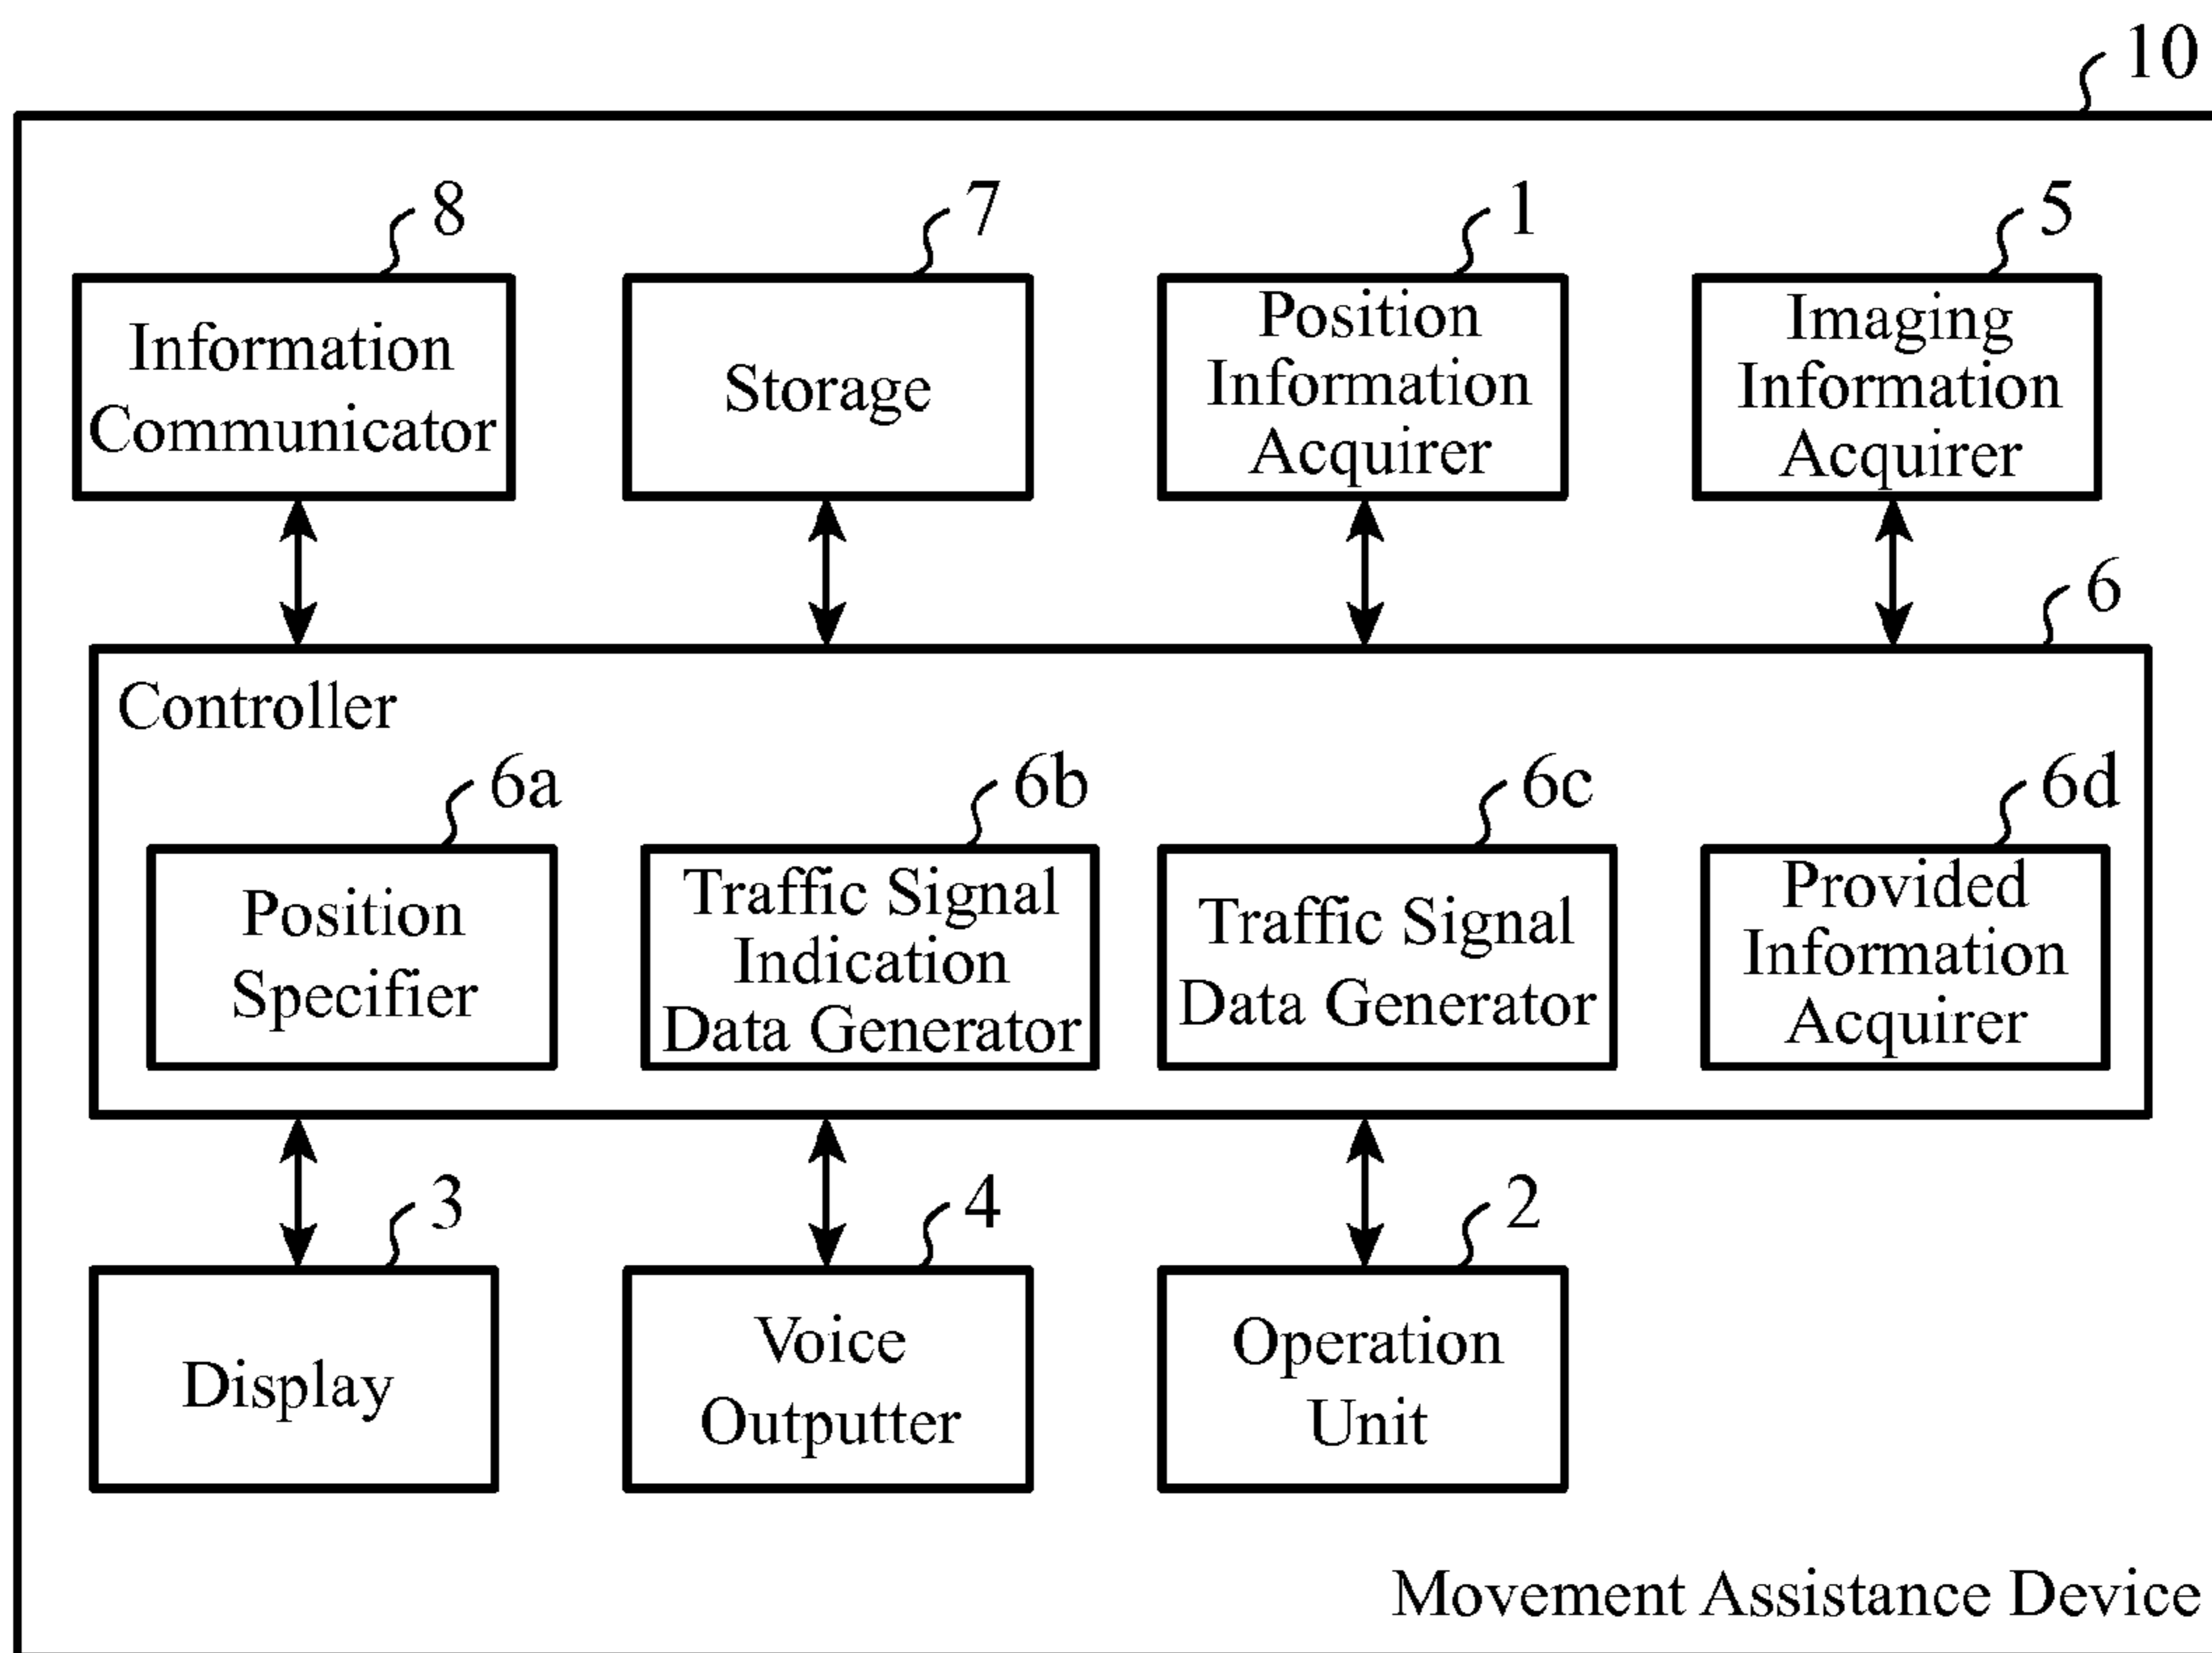 10
8
7
1
5
Information
Communicator
Storage
Position
Information
Acquirer
Imaging
Information
Acquirer
6
Controller
6a
6b
6c
6d
Position
Specifier
Traffic Signal
Indication
Data Generator
Traffic Signal
Data Generator
Provided
Information
Acquirer
3
4
2
Display
Voice
Outputter
Operation
Unit
Movement Assistance Device